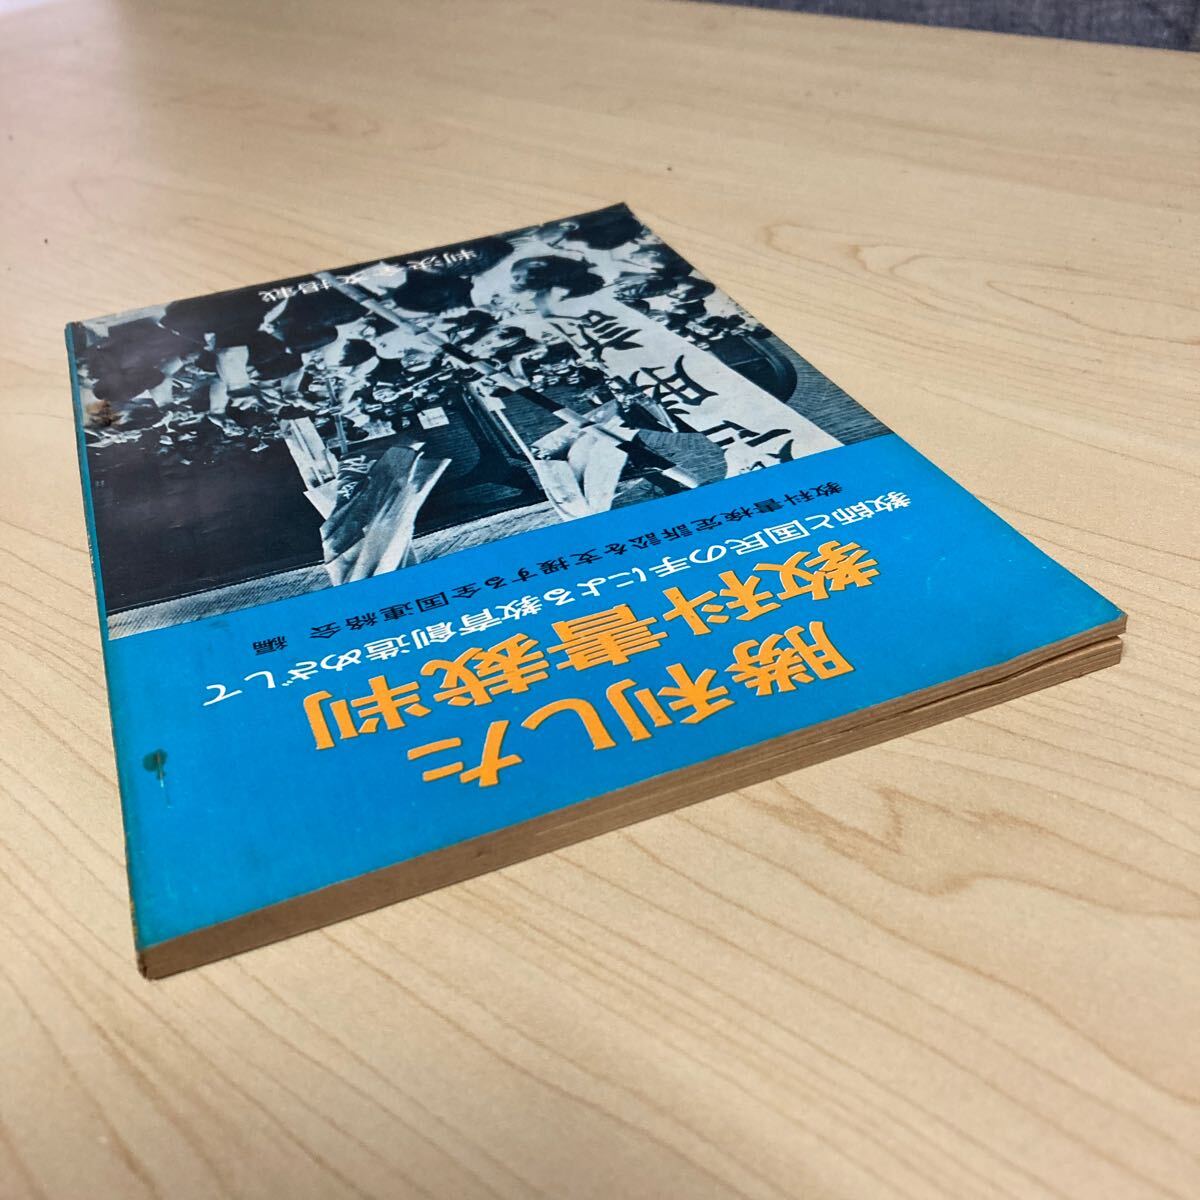 勝利した
教科書裁判
教師と国民の手による教育創造めざして
教科書検定訴訟を支援する全国連絡会 編
勝訴
判決全文掲載